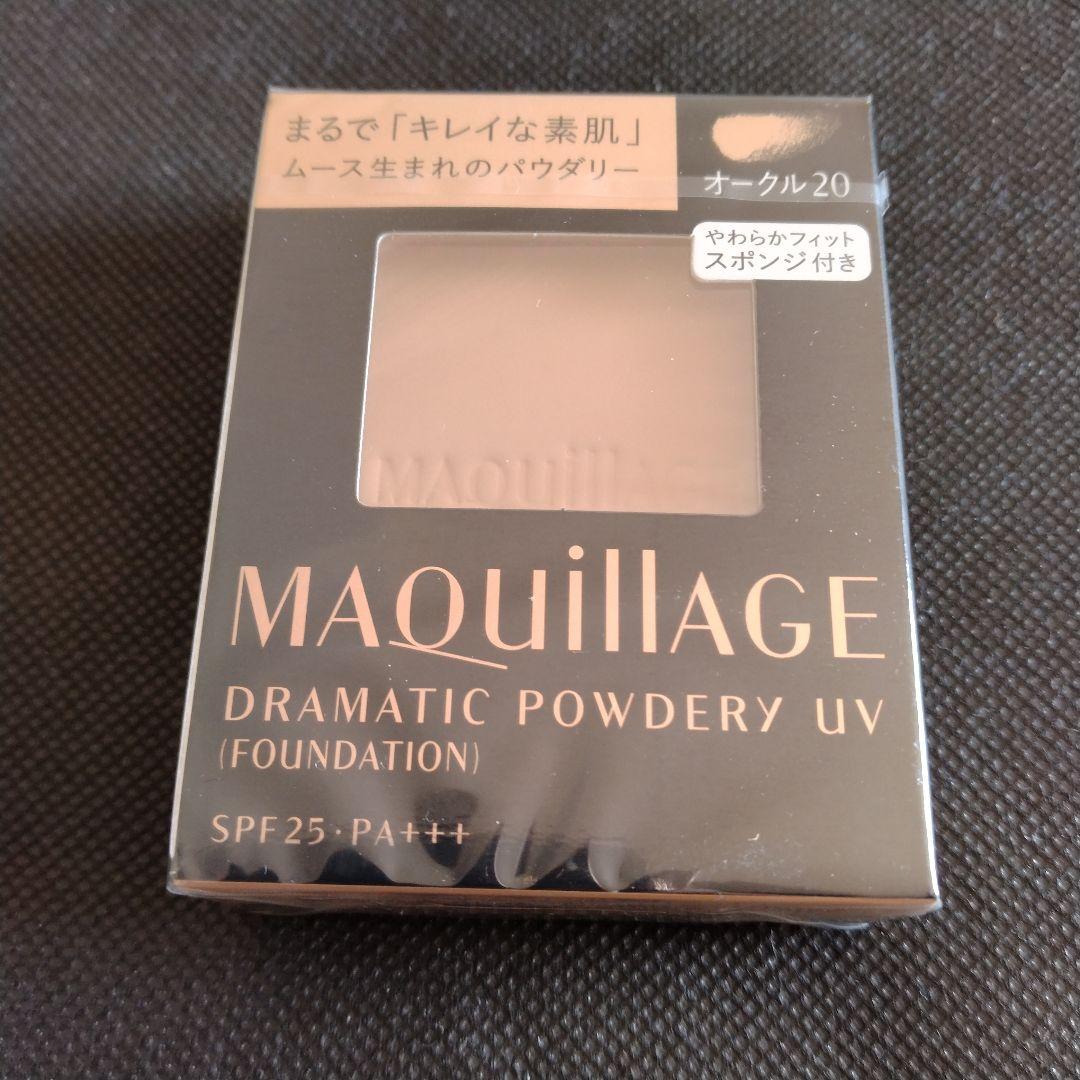 まるで「キレイな素肌」
ムース生まれのパウダリー
オークル20
やわらかフィット
スポンジ付き
MAQuillAGE
MAQuillAGE
DRAMATIC POWDERY UV
(FOUNDATION)
SPF25・PA+++